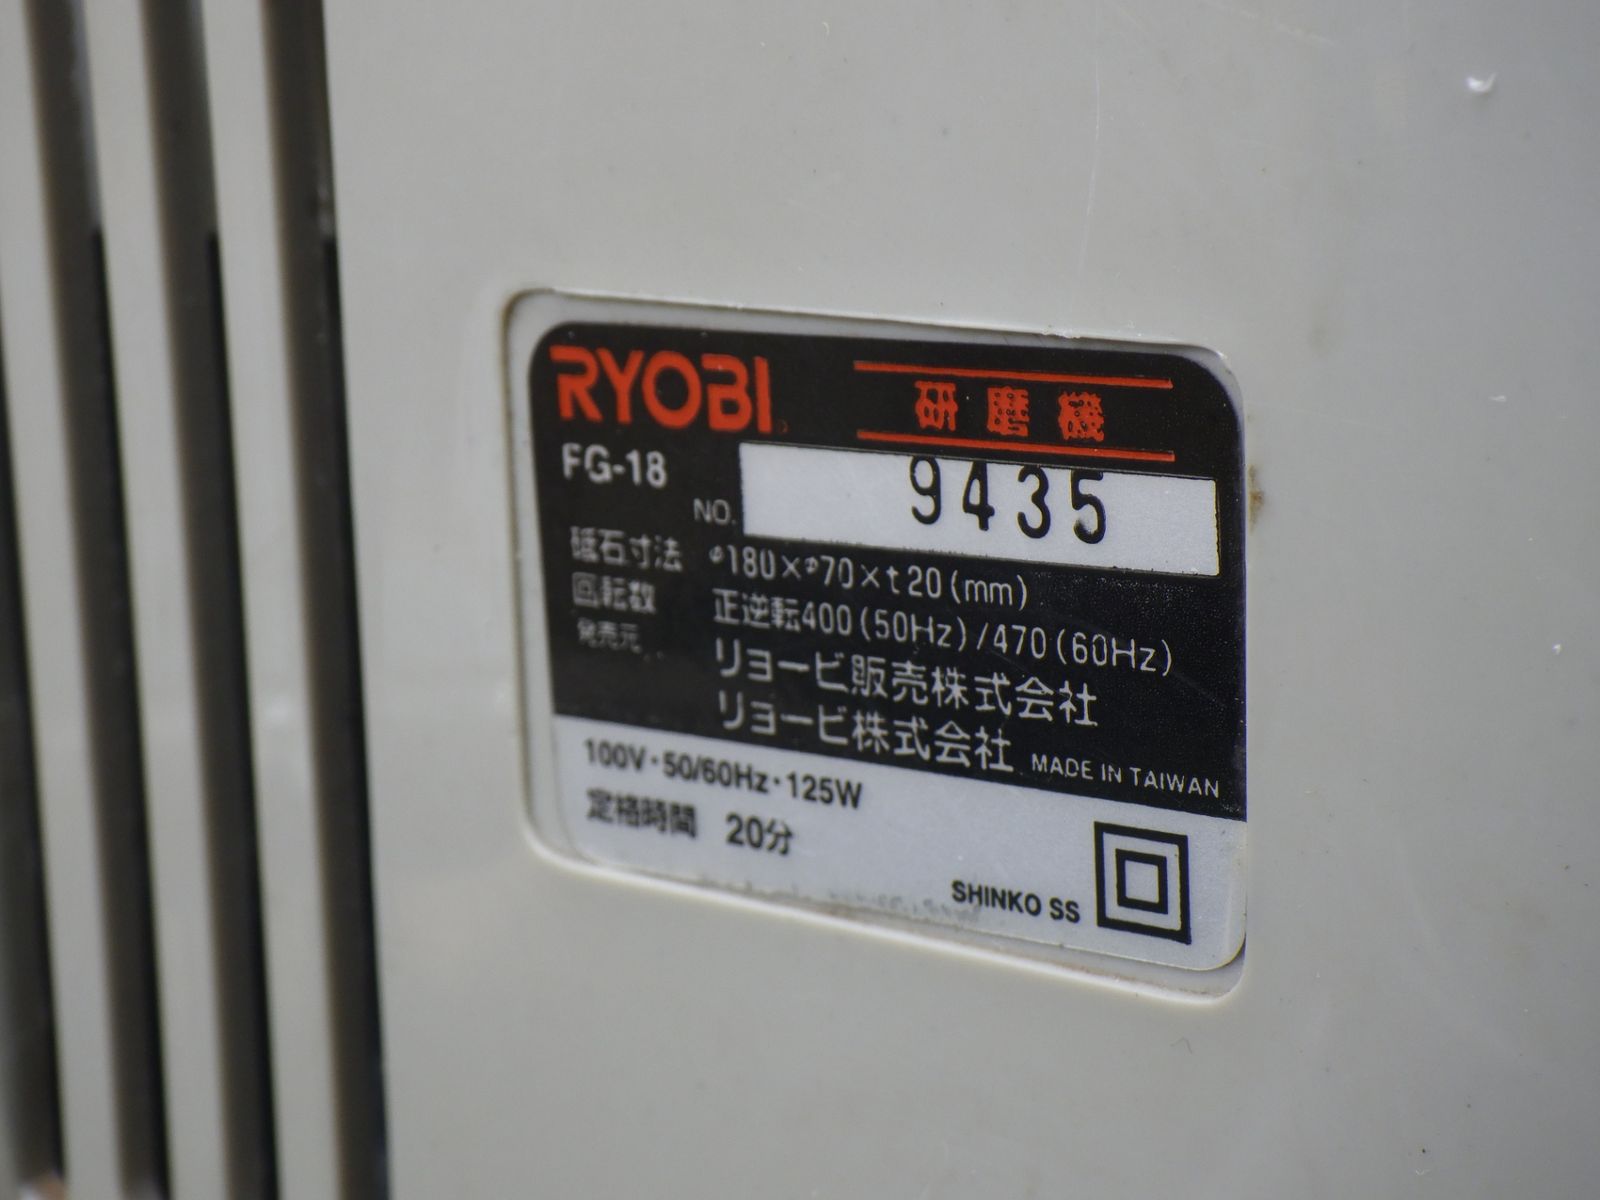 RYOBI
研磨機
FG-18
NO. 9435
砥石寸法 φ180×φ70×t20(mm)
回転数 正逆転400(50Hz)/470(60Hz)
発売元 リョービ販売株式会社
リョービ株式会社 MADE IN TAIWAN
100V・50/60Hz・125W
定格時間 20分
SHINKO SS